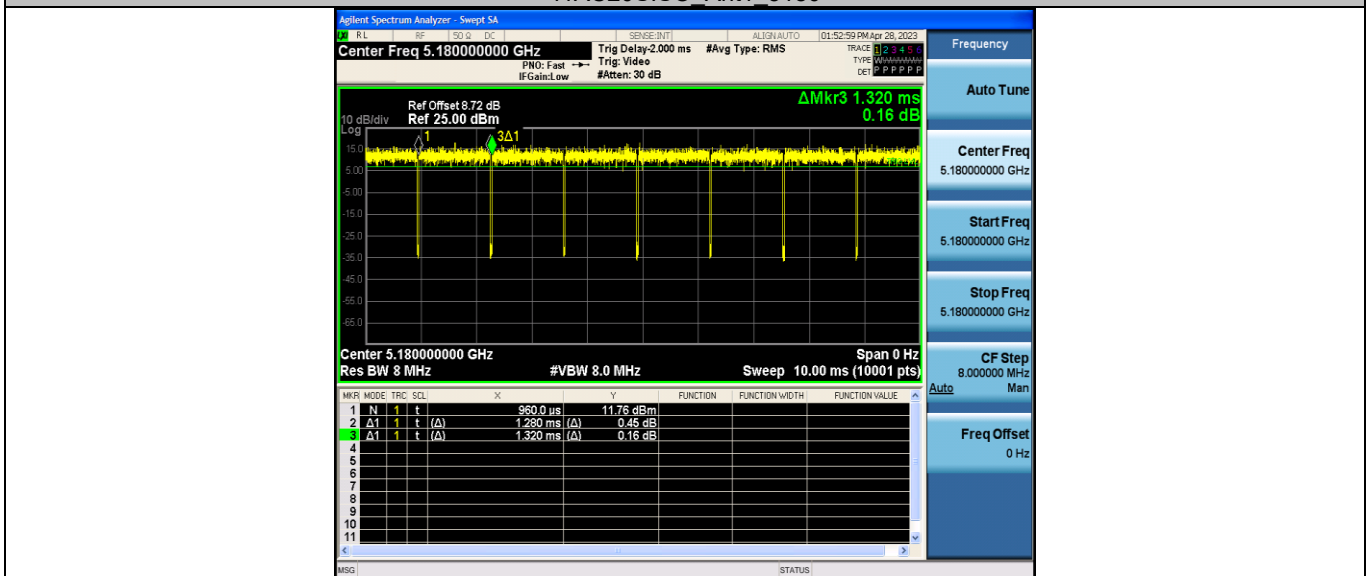 Agilent Spectrum Analyzer - Swept SA
RL RF 50 Ω DC SENSE:INT ALIGN AUTO 01:52:59 PM Apr 28, 2023
Center Freq 5.180000000 GHz
Trig Delay-2.000 ms #Avg Type: RMS
TRACE 1 2 3 4 5 6
PNO: Fast Trig: Video
TYPE
IFGain:Low #Atten: 30 dB
DET P P P P P P
ΔMkr3 1.320 ms
0.16 dB
Ref Offset 8.72 dB
10 dB/div Ref 25.00 dBm
Log
1 3Δ1
15.0
5.00
-5.00
-15.0
-25.0
-35.0
-45.0
-55.0
-65.0
Center 5.180000000 GHz Span 0 Hz
Res BW 8 MHz #VBW 8.0 MHz Sweep 10.00 ms (10001 pts)
MKR MODE TRC SCL X Y FUNCTION FUNCTION WIDTH FUNCTION VALUE
1 N 1 t 960.0 µs 11.76 dBm
2 Δ1 1 t (Δ) 1.280 ms (Δ) 0.45 dB
3 Δ1 1 t (Δ) 1.320 ms (Δ) 0.16 dB
4
5
6
7
8
9
10
11
MSG STATUS
Frequency
Auto Tune
Center Freq
5.180000000 GHz
Start Freq
5.180000000 GHz
Stop Freq
5.180000000 GHz
CF Step
8.000000 MHz
Auto Man
Freq Offset
0 Hz